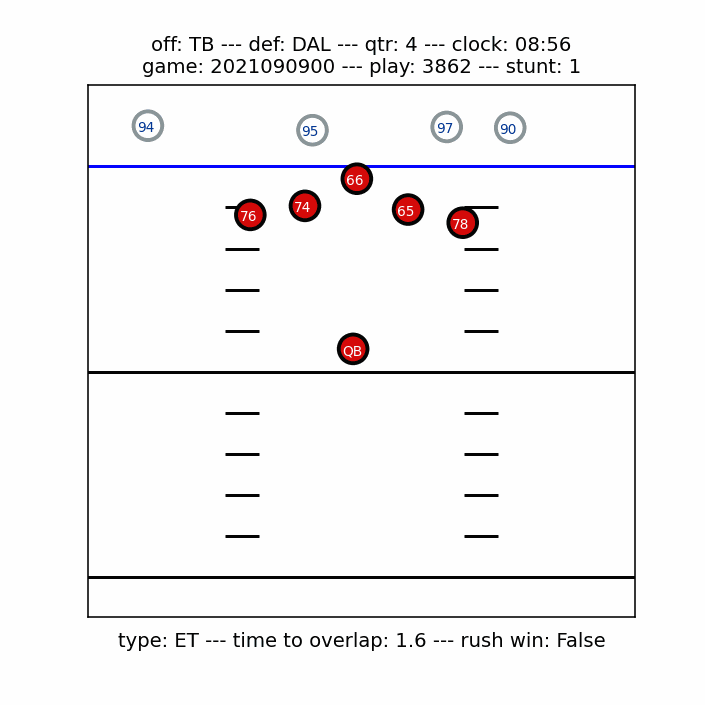 off: TB --- def: DAL --- qtr: 4 --- clock: 08:56
game: 2021090900 --- play: 3862 --- stunt: 1
94
95
97
90
66
76
74
65
78
QB
type: ET --- time to overlap: 1.6 --- rush win: False